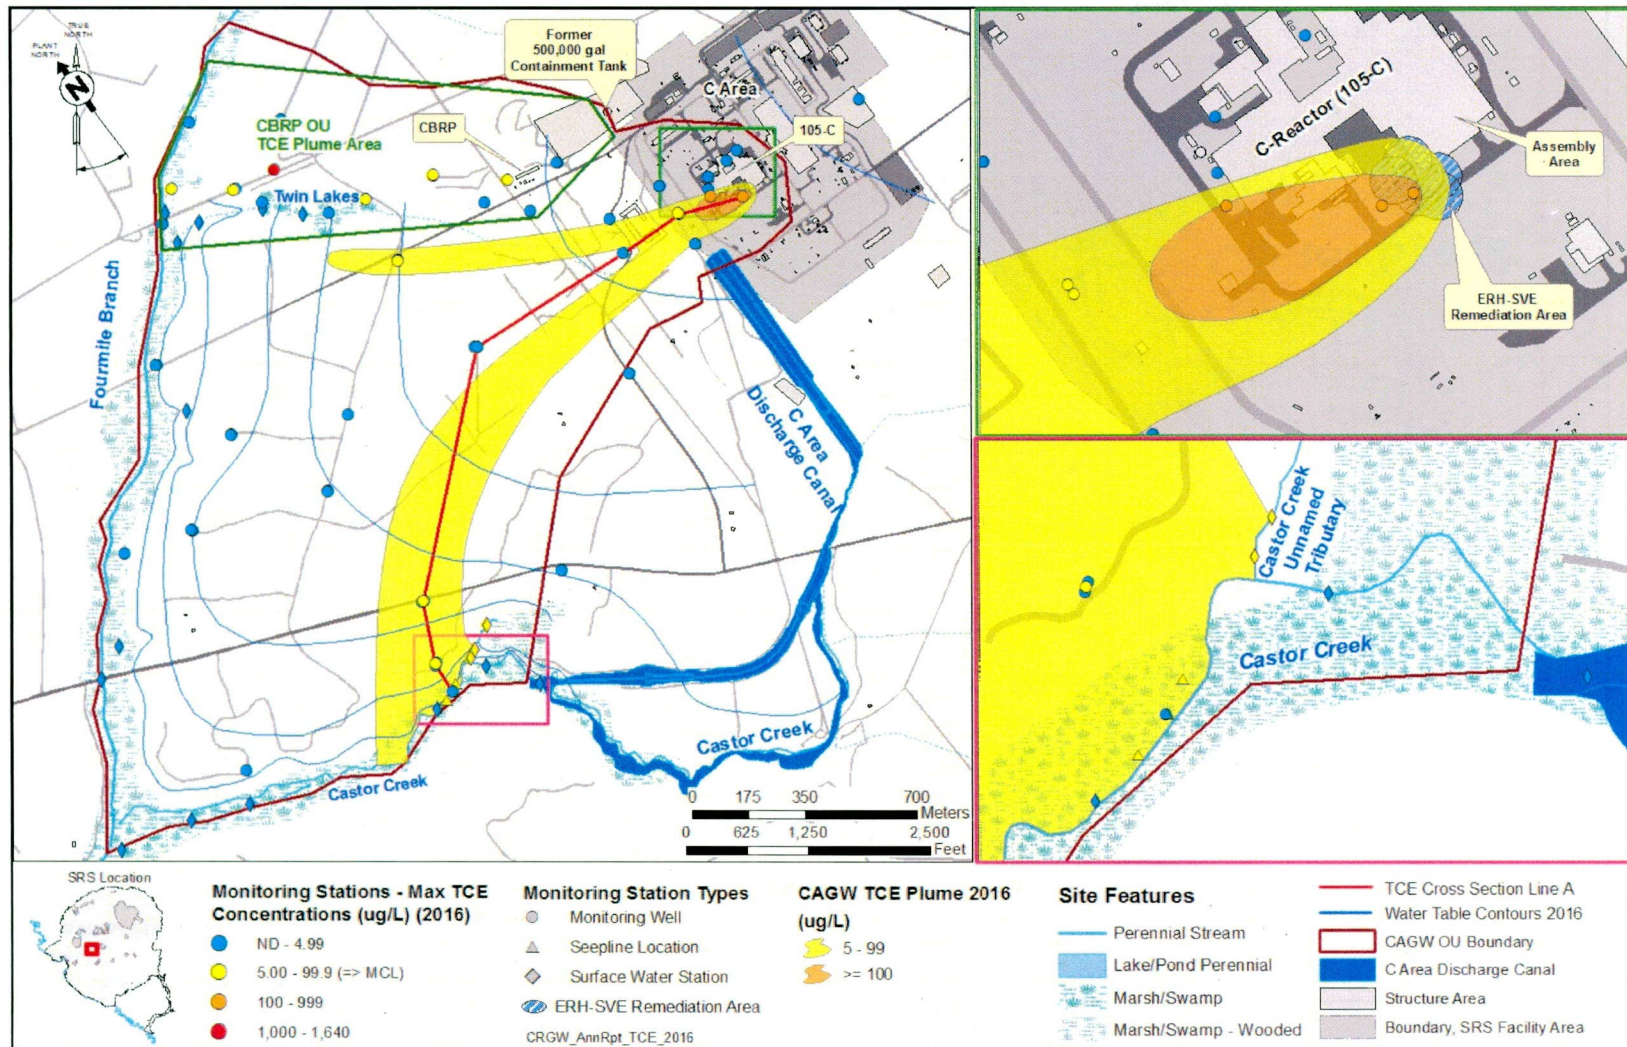 TRUE
NORTH
PLANT
NORTH
N
Former
500,000 gal
Containment Tank
C Area
CBRP
105-C
CBRP OU
TCE Plume Area
Twin Lakes
Fourmile Branch
C Area
Discharge Canal
Castor Creek
Castor Creek
0 175 350 700
Meters
0 625 1,250 2,500
Feet
C-Reactor (105-C)
Assembly
Area
ERH-SVE
Remediation Area
Castor Creek
Unnamed
Tributary
Castor Creek
SRS Location
Monitoring Stations - Max TCE
Concentrations (ug/L) (2016)
ND - 4.99
5.00 - 99.9 (=> MCL)
100 - 999
1,000 - 1,640
Monitoring Station Types
Monitoring Well
Seepline Location
Surface Water Station
ERH-SVE Remediation Area
CRGW_AnnRpt_TCE_2016
CAGW TCE Plume 2016
(ug/L)
5 - 99
>= 100
Site Features
Perennial Stream
Lake/Pond Perennial
Marsh/Swamp
Marsh/Swamp - Wooded
TCE Cross Section Line A
Water Table Contours 2016
CAGW OU Boundary
C Area Discharge Canal
Structure Area
Boundary, SRS Facility Area